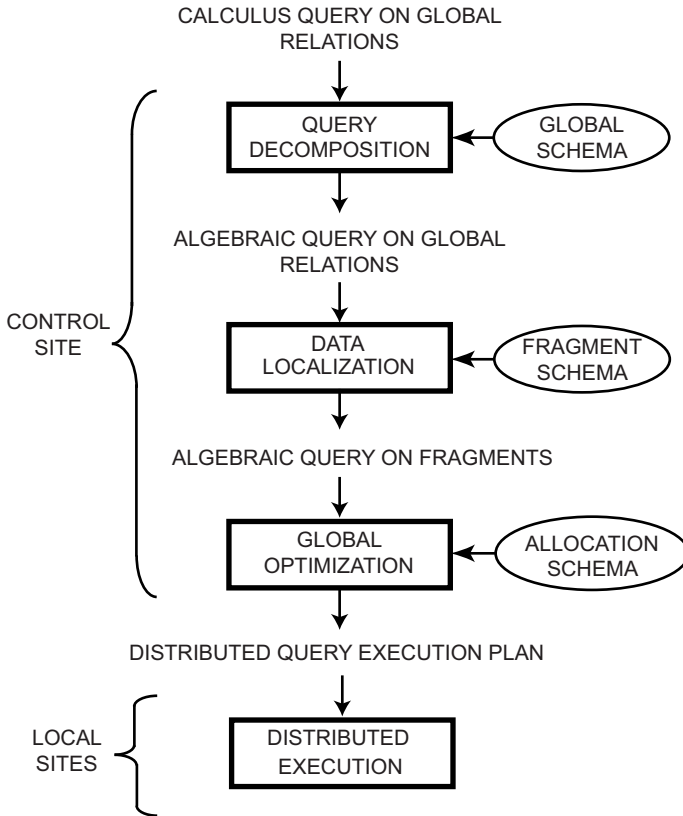 CALCULUS QUERY ON GLOBAL
RELATIONS
QUERY
DECOMPOSITION
GLOBAL
SCHEMA
ALGEBRAIC QUERY ON GLOBAL
RELATIONS
CONTROL
SITE
DATA
LOCALIZATION
FRAGMENT
SCHEMA
ALGEBRAIC QUERY ON FRAGMENTS
GLOBAL
OPTIMIZATION
ALLOCATION
SCHEMA
DISTRIBUTED QUERY EXECUTION PLAN
LOCAL
SITES
DISTRIBUTED
EXECUTION